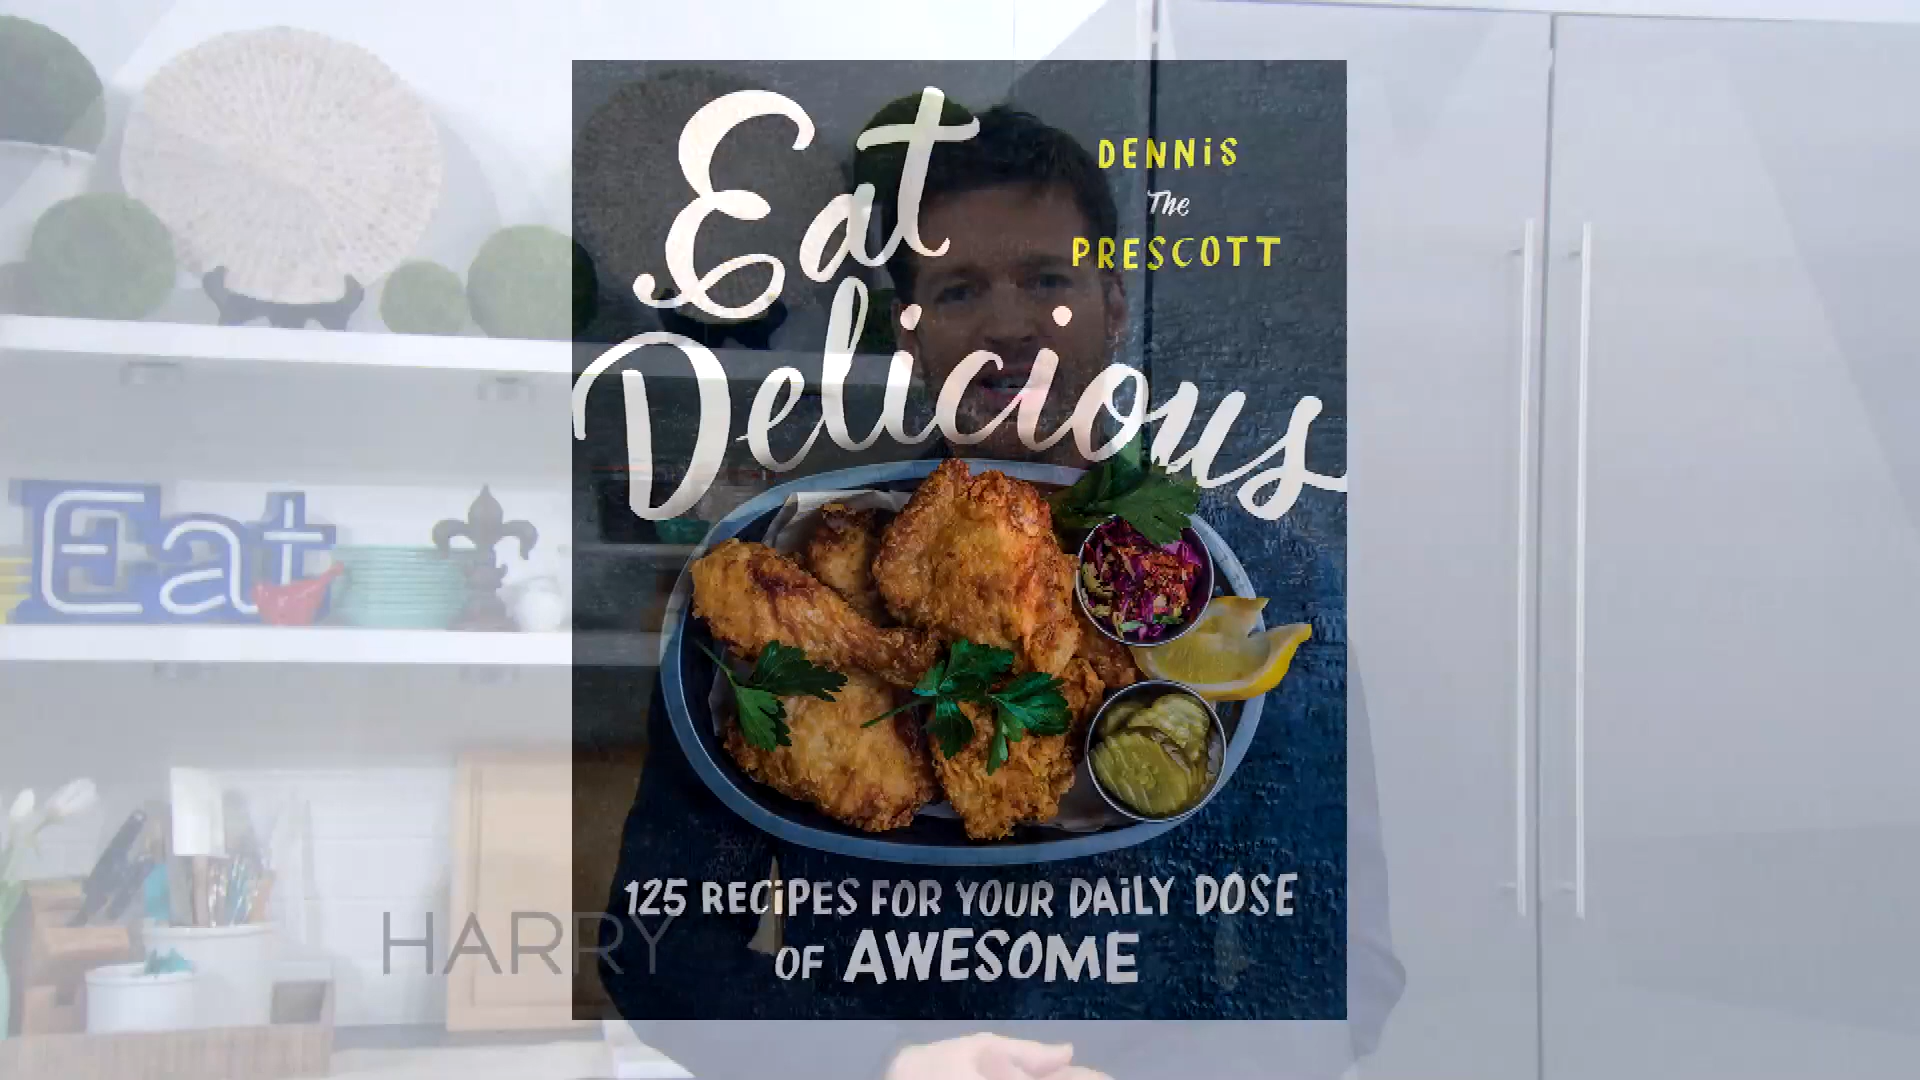 Eat
Delicious
DENNiS
The
PRESCOTT
Eat
125 RECiPES FOR YOUR DAiLY DOSE
OF AWESOME
HARRY